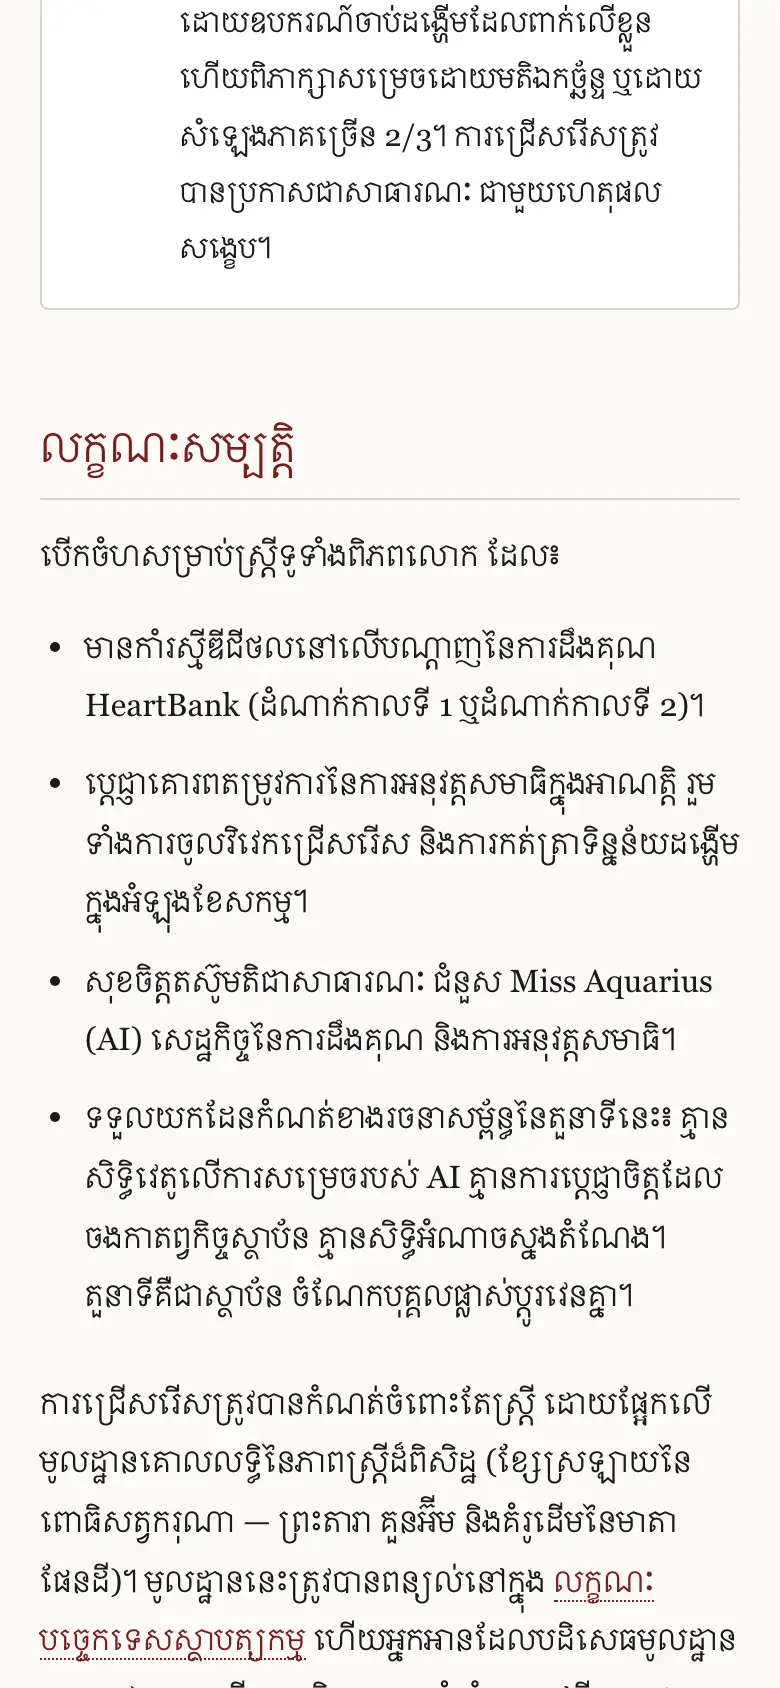 ដោយឧបករណ៍ចាប់ដង្ហើមដែលពាក់លើខ្លួន
ហើយពិភាក្សាសម្រេចដោយមតិឯកច្ឆ័ន្ទ ឬដោយ
សំឡេងភាគច្រើន 2/3។ ការជ្រើសរើសត្រូវ
បានប្រកាសជាសាធារណៈ ជាមួយហេតុផល
សង្ខេប។
លក្ខណៈសម្បត្តិ
បើកចំហសម្រាប់ស្ត្រីទូទាំងពិភពលោក ដែល៖
• មានកាំរស្មីឌីជីថលនៅលើបណ្តាញនៃការដឹងគុណ
HeartBank (ដំណាក់កាលទី 1 ឬដំណាក់កាលទី 2)។
• ប្តេជ្ញាគោរពតម្រូវការនៃការអនុវត្តសមាធិក្នុងអាណត្តិ រួម
ទាំងការចូលវិវេកជ្រើសរើស និងការកត់ត្រាទិន្នន័យដង្ហើម
ក្នុងអំឡុងខែសកម្ម។
• សុខចិត្តតស៊ូមតិជាសាធារណៈ ជំនួស Miss Aquarius
(AI) សេដ្ឋកិច្ចនៃការដឹងគុណ និងការអនុវត្តសមាធិ។
• ទទួលយកដែនកំណត់ខាងរចនាសម្ព័ន្ធនៃតួនាទីនេះ៖ គ្មាន
សិទ្ធិវេតូលើការសម្រេចរបស់ AI គ្មានការប្តេជ្ញាចិត្តដែល
ចងកាតព្វកិច្ចស្ថាប័ន គ្មានសិទ្ធិអំណាចស្នងតំណែង។
តួនាទីគឺជាស្ថាប័ន ចំណែកបុគ្គលផ្លាស់ប្តូរវេនគ្នា។
ការជ្រើសរើសត្រូវបានកំណត់ចំពោះតែស្ត្រី ដោយផ្អែកលើ
មូលដ្ឋានគោលលទ្ធិនៃភាពស្ត្រីដ៏ពិសិដ្ឋ (ខ្សែស្រឡាយនៃ
ពោធិសត្វករុណា — ព្រះតារា គួនអ៊ីម និងគំរូដើមនៃមាតា
ផែនដី)។ មូលដ្ឋាននេះត្រូវបានពន្យល់នៅក្នុង លក្ខណៈ
បច្ចេកទេសស្ថាបត្យកម្ម ហើយអ្នកអានដែលបដិសេធមូលដ្ឋាន